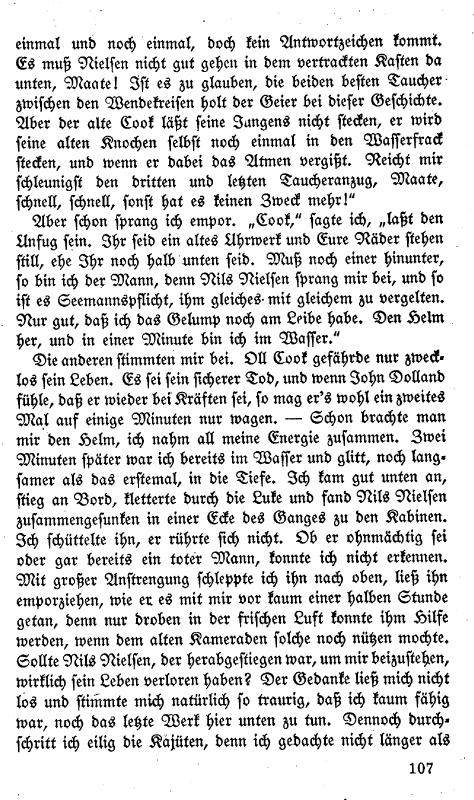 einmal und noch einmal, doch kein Antwortzeichen kommt.
Es muß Nielsen nicht gut gehen in dem vertrackten Kasten da
unten, Maate! Ist es zu glauben, die beiden besten Taucher
zwischen den Wendekreisen holt der Geier bei dieser Geschichte.
Aber der alte Cook läßt seine Jungens nicht stecken, er wird
seine alten Knochen selbst noch einmal in den Wasserfrack
stecken, und wenn er dabei das Atmen vergißt. Reicht mir
schleunigst den dritten und letzten Taucheranzug, Maate,
schnell, schnell, sonst hat es keinen Zweck mehr!“
Aber schon sprang ich empor. „Cook,“ sagte ich, „laßt den
Unfug sein. Ihr seid ein altes Uhrwerk und Eure Räder stehen
still, ehe Ihr noch halb unten seid. Muß noch einer hinunter,
so bin ich der Mann, denn Nils Nielsen sprang mir bei, und so
ist es Seemannspflicht, ihm gleiches mit gleichem zu vergelten.
Nur gut, daß ich das Gelump noch am Leibe habe. Den Helm
her, und in einer Minute bin ich im Wasser.“
Die anderen stimmten mir bei. Oll Cook gefährde nur zweck-
los sein Leben. Es sei sein sicherer Tod, und wenn John Dolland
fühle, daß er wieder bei Kräften sei, so mag er's wohl ein zweites
Mal auf einige Minuten nur wagen. — Schon brachte man
mir den Helm, ich nahm all meine Energie zusammen. Zwei
Minuten später war ich bereits im Wasser und glitt, noch lang-
samer als das erstemal, in die Tiefe. Ich kam gut unten an,
stieg an Bord, kletterte durch die Luke und fand Nils Nielsen
zusammengesunken in einer Ecke des Ganges zu den Kabinen.
Ich schüttelte ihn, er rührte sich nicht. Ob er ohnmächtig sei
oder gar bereits ein toter Mann, konnte ich nicht erkennen.
Mit großer Anstrengung schleppte ich ihn nach oben, ließ ihn
emporziehen, wie er es mit mir vor kaum einer halben Stunde
getan, denn nur droben in der frischen Luft konnte ihm Hilfe
werden, wenn dem alten Kameraden solche noch nützen mochte.
Sollte Nils Nielsen, der herabgestiegen war, um mir beizustehen,
wirklich sein Leben verloren haben? Der Gedanke ließ mich nicht
los und stimmte mich natürlich so traurig, daß ich kaum fähig
war, noch das letzte Werk hier unten zu tun. Dennoch durch-
schritt ich eilig die Kajüten, denn ich gedachte nicht länger als
107